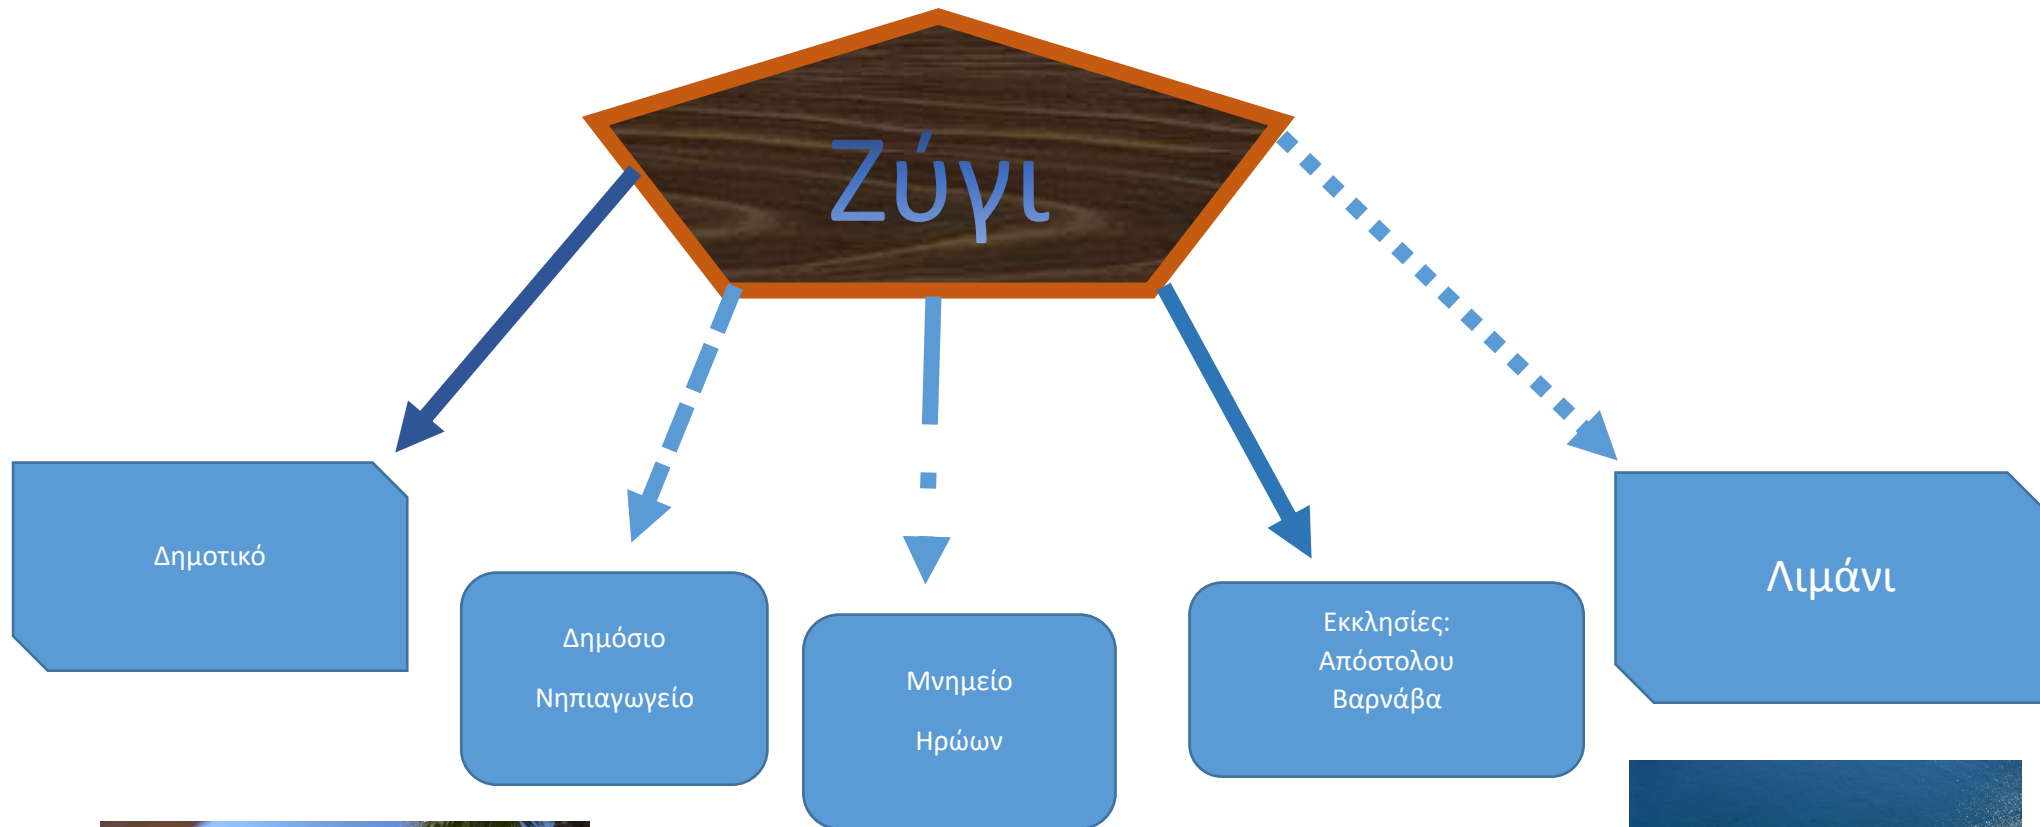 Ζύγι
Δημοτικό
Δημόσιο
Νηπιαγωγείο
Μνημείο
Ηρώων
Εκκλησίες:
Απόστολου
Βαρνάβα
Λιμάνι